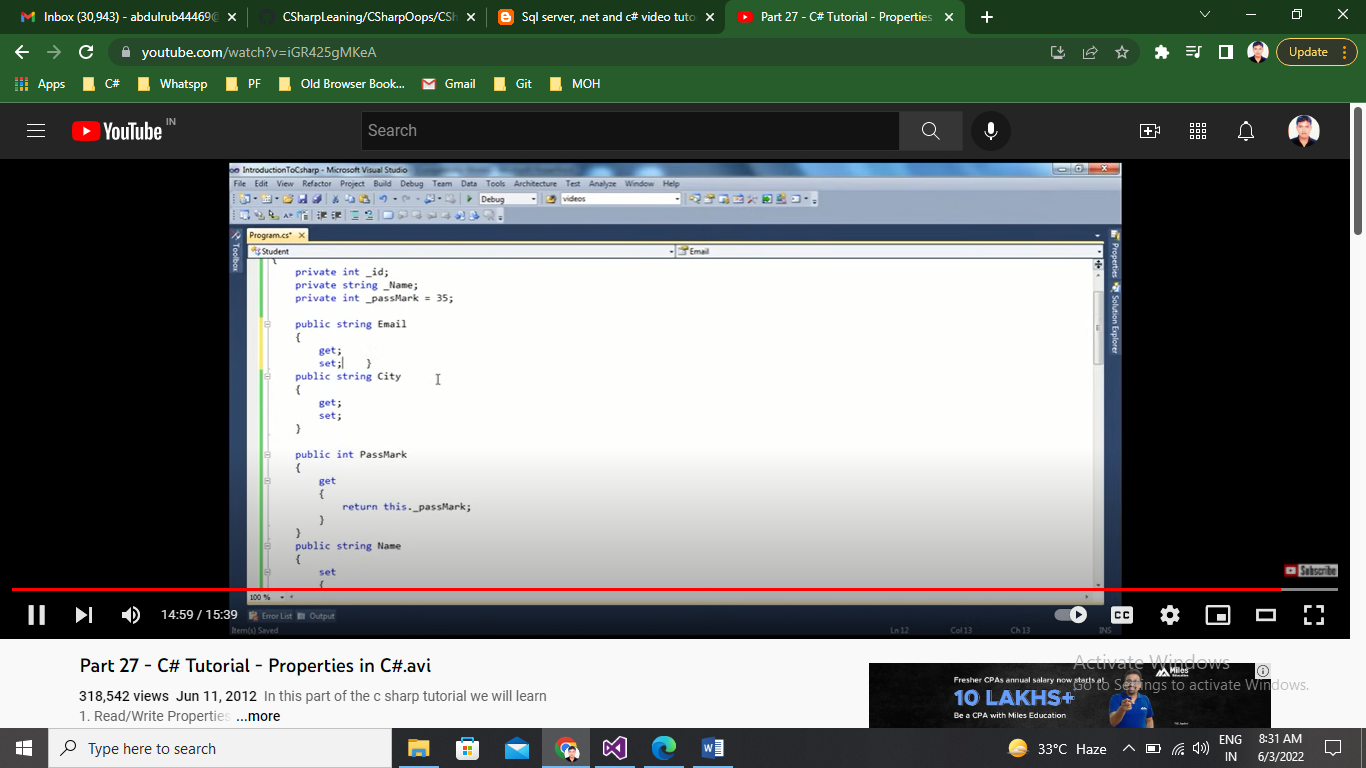 Inbox (30,943) - abdulrub44469@
CSharpLeaning/CSharpOops/CSh
Sql server, .net and c# video tuto
Part 27 - C# Tutorial - Properties
youtube.com/watch?v=iGR425gMKeA
Update
Apps
C#
Whatspp
PF
Old Browser Book...
Gmail
Git
MOH
YouTube IN
Search
IntroductionToCsharp - Microsoft Visual Studio
File Edit View Refactor Project Build Debug Team Data Tools Architecture Test Analyze Window Help
Debug
videos
Program.cs*
Toolbox
Student
Email
Properties
Solution Explorer
{
private int _id;
private string _Name;
private int _passMark = 35;
public string Email
{
get;
set; }
public string City
{
get;
set;
}
public int PassMark
{
get
{
return this._passMark;
}
}
public string Name
{
set
{
100 %
Subscribe
14:59 / 15:39
Error List
Output
CC
Item(s) Saved
Ln 12
Col 13
Ch 13
INS
Part 27 - C# Tutorial - Properties in C#.avi
318,542 views Jun 11, 2012 In this part of the c sharp tutorial we will learn
1. Read/Write Properties ...more
Fresher CPAs annual salary now starts at
10 LAKHS+
Be a CPA with Miles Education
Miles
Activate Windows
Go to Settings to activate Windows.
Type here to search
33°C Haze
ENG
IN
8:31 AM
6/3/2022